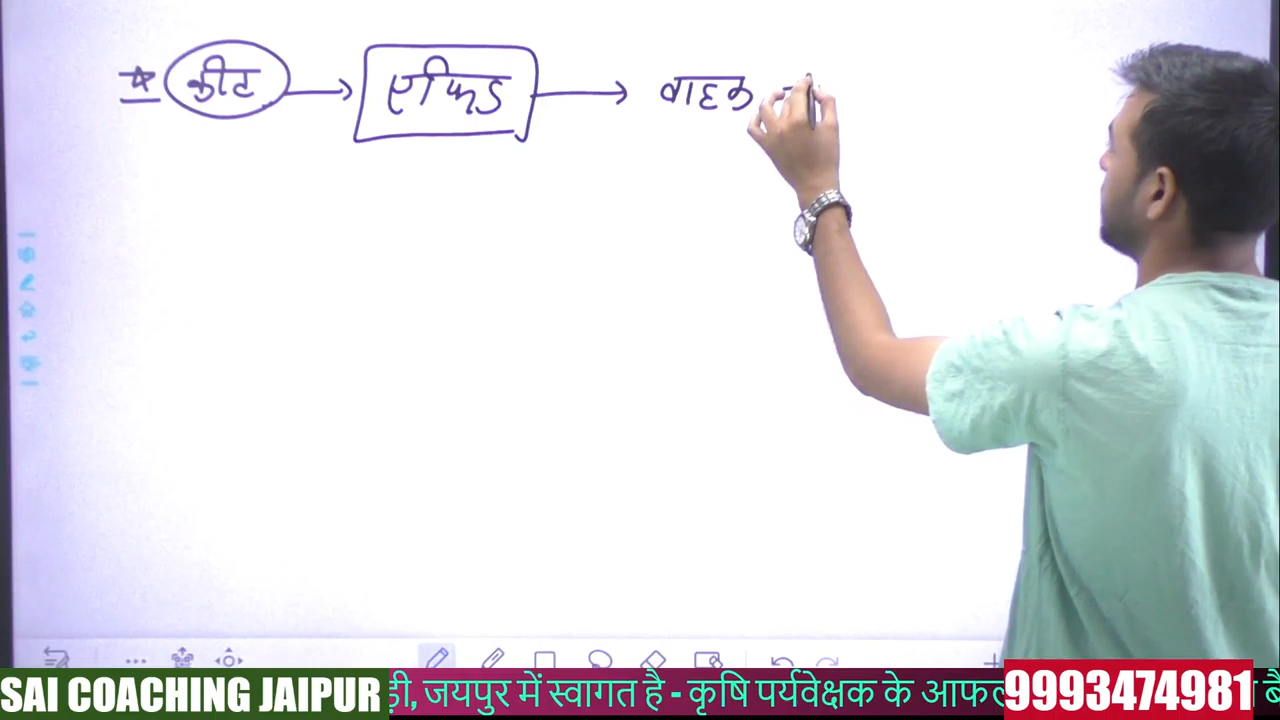 कीट → एफिड → वाहक
SAI COACHING JAIPUR ड़ी, जयपुर में स्वागत है - कृषि पर्यवेक्षक के आफल 9993474981